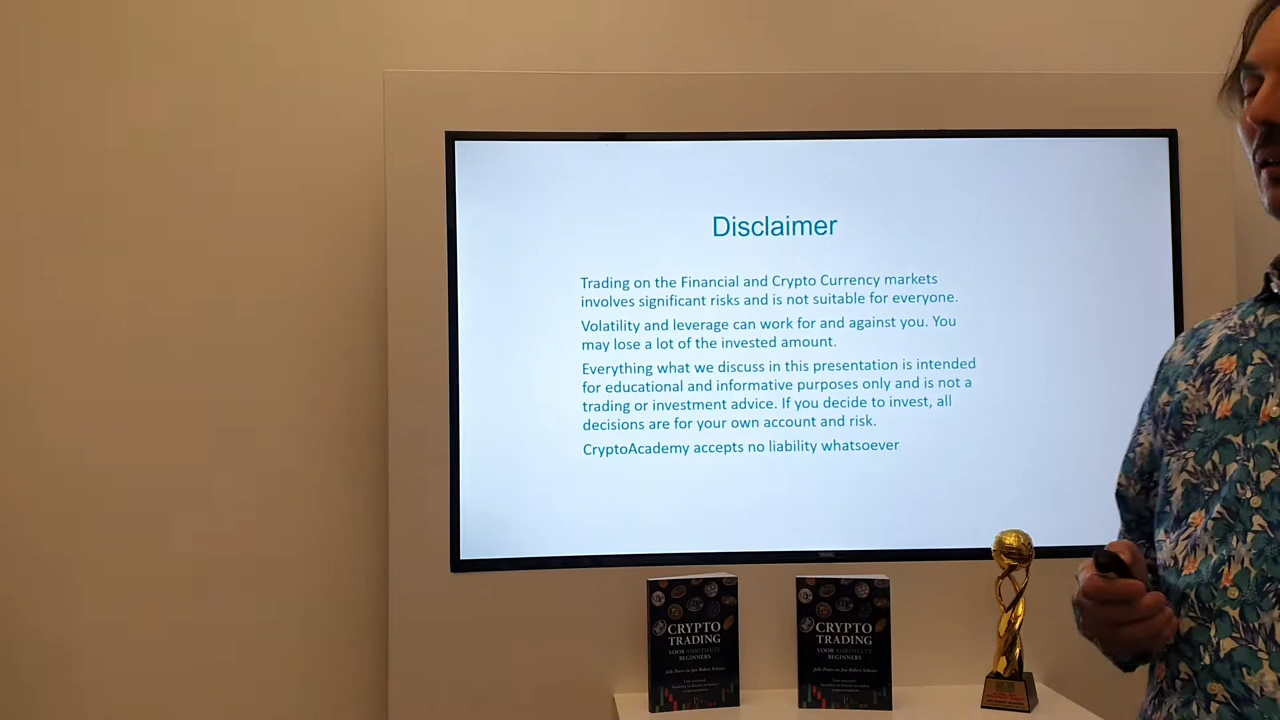 Disclaimer
Trading on the Financial and Crypto Currency markets
involves significant risks and is not suitable for everyone.
Volatility and leverage can work for and against you. You
may lose a lot of the invested amount.
Everything what we discuss in this presentation is intended
for educational and informative purposes only and is not a
trading or investment advice. If you decide to invest, all
decisions are for your own account and risk.
CryptoAcademy accepts no liability whatsoever
CRYPTO
TRADING
VOOR AMBITIEUZE
BEGINNERS
CRYPTO
TRADING
VOOR AMBITIEUZE
BEGINNERS